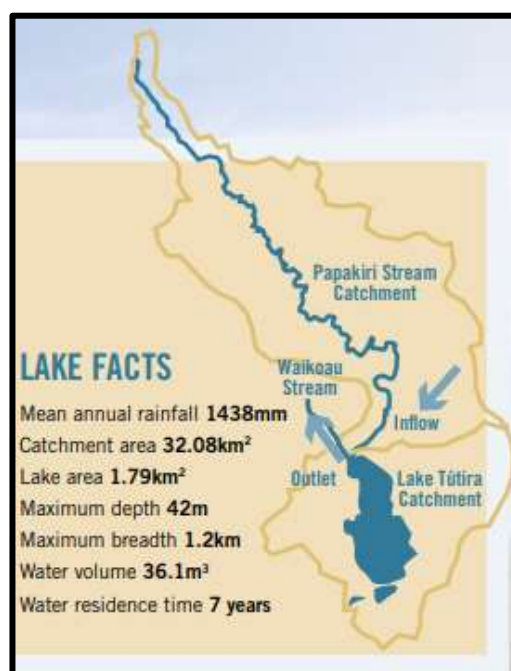 Papakiri Stream
Catchment
LAKE FACTS
Mean annual rainfall 1438mm
Catchment area 32.08km²
Lake area 1.79km²
Maximum depth 42m
Maximum breadth 1.2km
Water volume 36.1m³
Water residence time 7 years
Waikoau
Stream
Inflow
Outlet
Lake Tūtira
Catchment